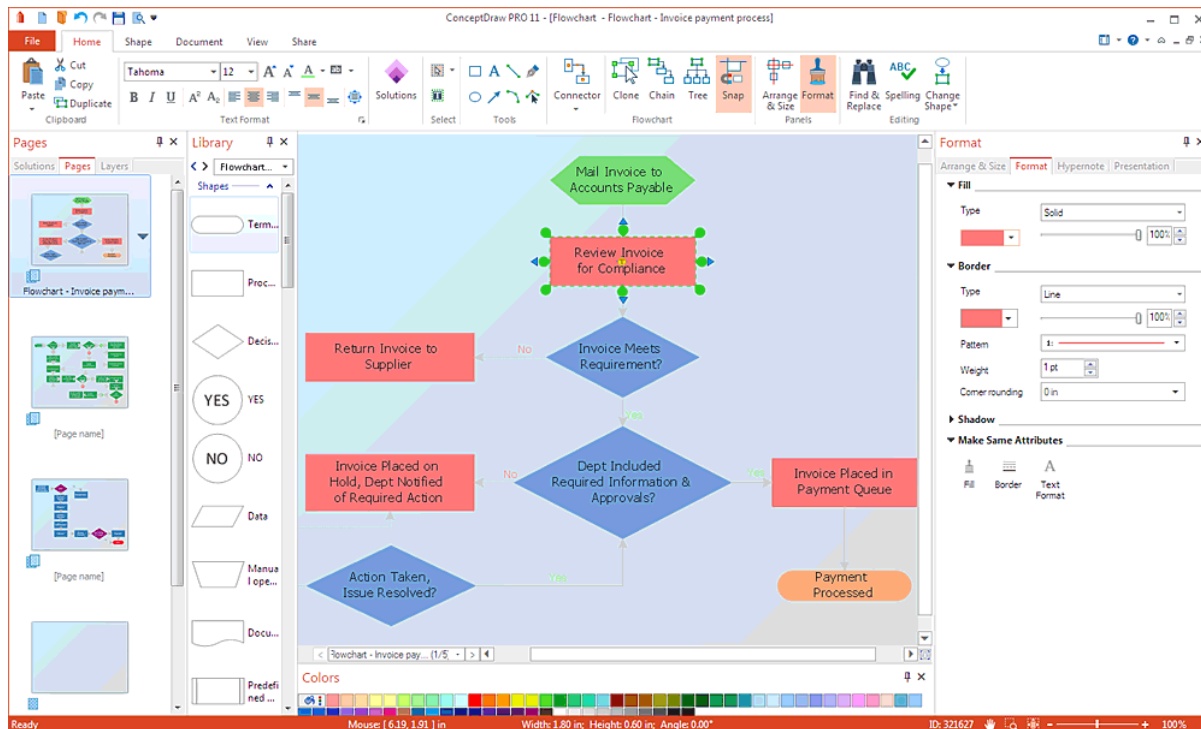 ConceptDraw PRO 11 - [Flowchart - Flowchart - Invoice payment process]
File
Home
Shape
Document
View
Share
Paste
Cut
Copy
Duplicate
Clipboard
Tahoma
12
B I U
Text Format
Solutions
Select
Tools
Connector
Clone
Chain
Tree
Snap
Flowchart
Arrange
& Size
Format
Panels
Find &
Replace
ABC
Spelling
Change
Shape
Editing
Pages
Solutions
Pages
Layers
Flowchart - Invoice paym...
[Page name]
[Page name]
Library
Flowchart...
Shapes
Term...
Proc...
Decis...
YES
YES
NO
NO
Data
Manua
l ope...
Docu...
Predefi
ned ...
Mail Invoice to
Accounts Payable
Review Invoice
for Compliance
Return Invoice to
Supplier
No
Invoice Meets
Requirement?
Yes
Invoice Placed on
Hold, Dept Notified
of Required Action
No
Dept Included
Required Information &
Approvals?
Yes
Invoice Placed in
Payment Queue
Action Taken,
Issue Resolved?
Yes
Payment
Processed
Flowchart - Invoice pay... (1/5)
Colors
Format
Arrange & Size
Format
Hypernote
Presentation
Fill
Type
Solid
100%
Border
Type
Line
100%
Pattern
1:
Weight
1 pt
Corner rounding
0 in
Shadow
Make Same Attributes
Fill
Border
Text
Format
Ready
Mouse: [ 6.19, 1.91 ] in
Width: 1.80 in; Height: 0.60 in; Angle: 0.00°
ID: 321627
100%